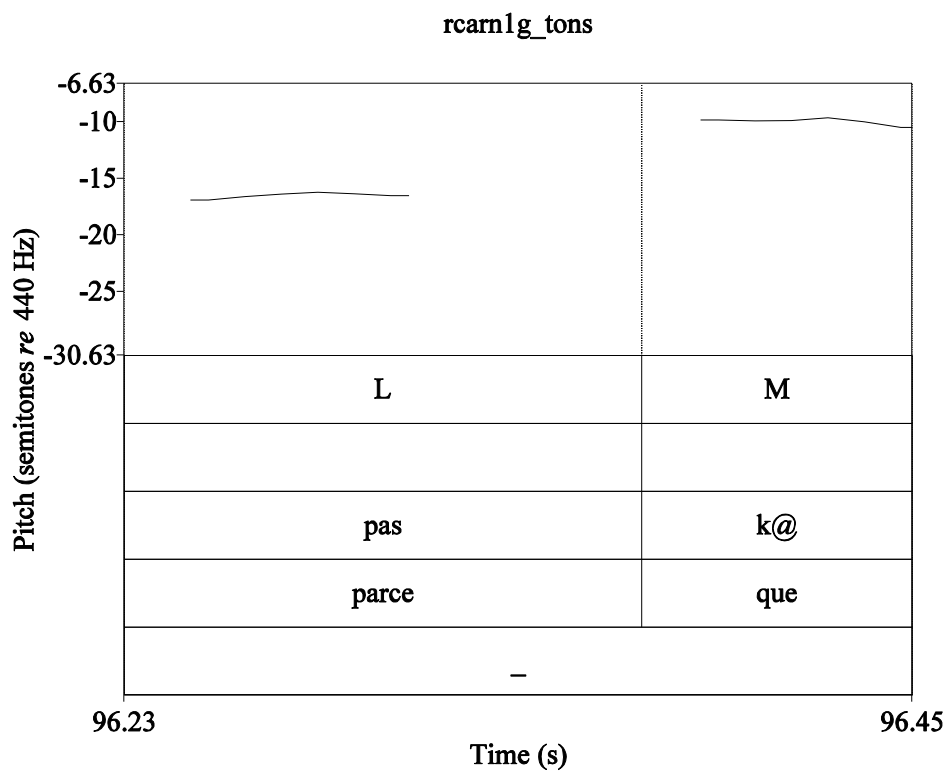 rcarn1g_tons
-6.63
-10
-15
-20
-25
-30.63
Pitch (semitones re 440 Hz)
L M
pas k@
parce que
_
96.23 96.45
Time (s)